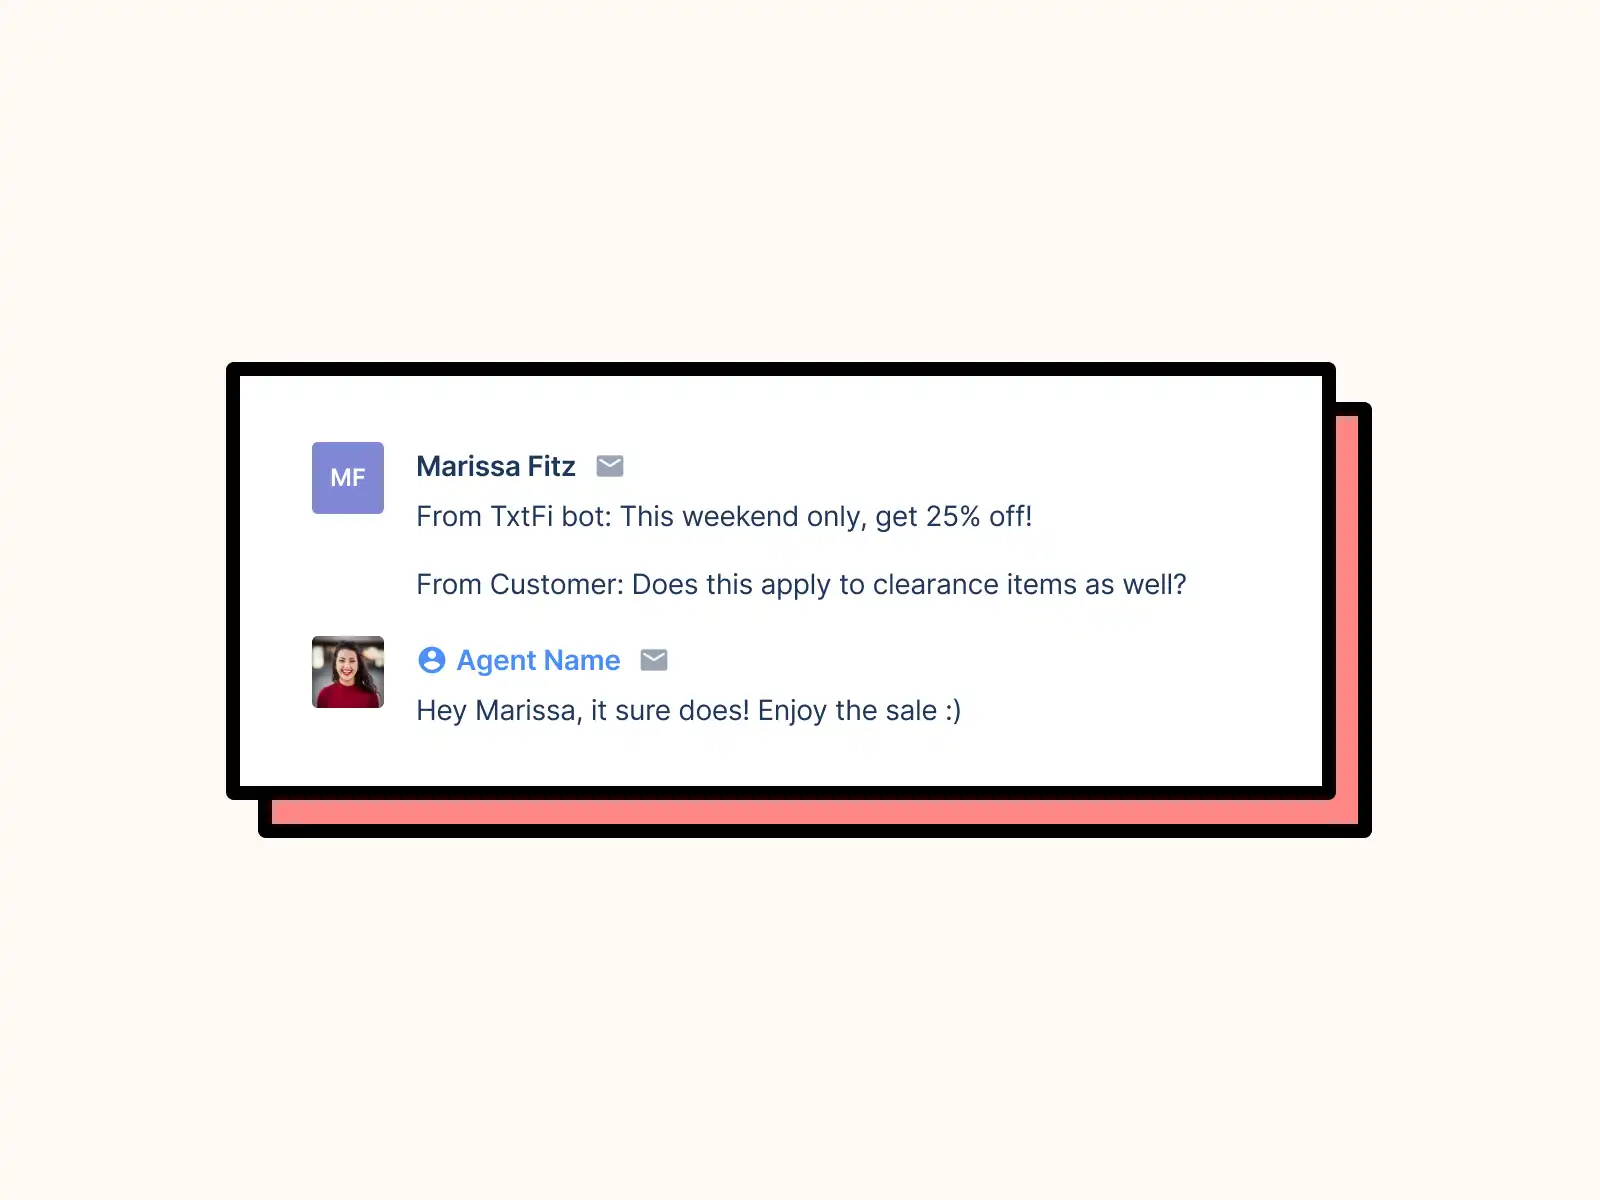 MF
Marissa Fitz
From TxtFi bot: This weekend only, get 25% off!
From Customer: Does this apply to clearance items as well?
Agent Name
Hey Marissa, it sure does! Enjoy the sale :)